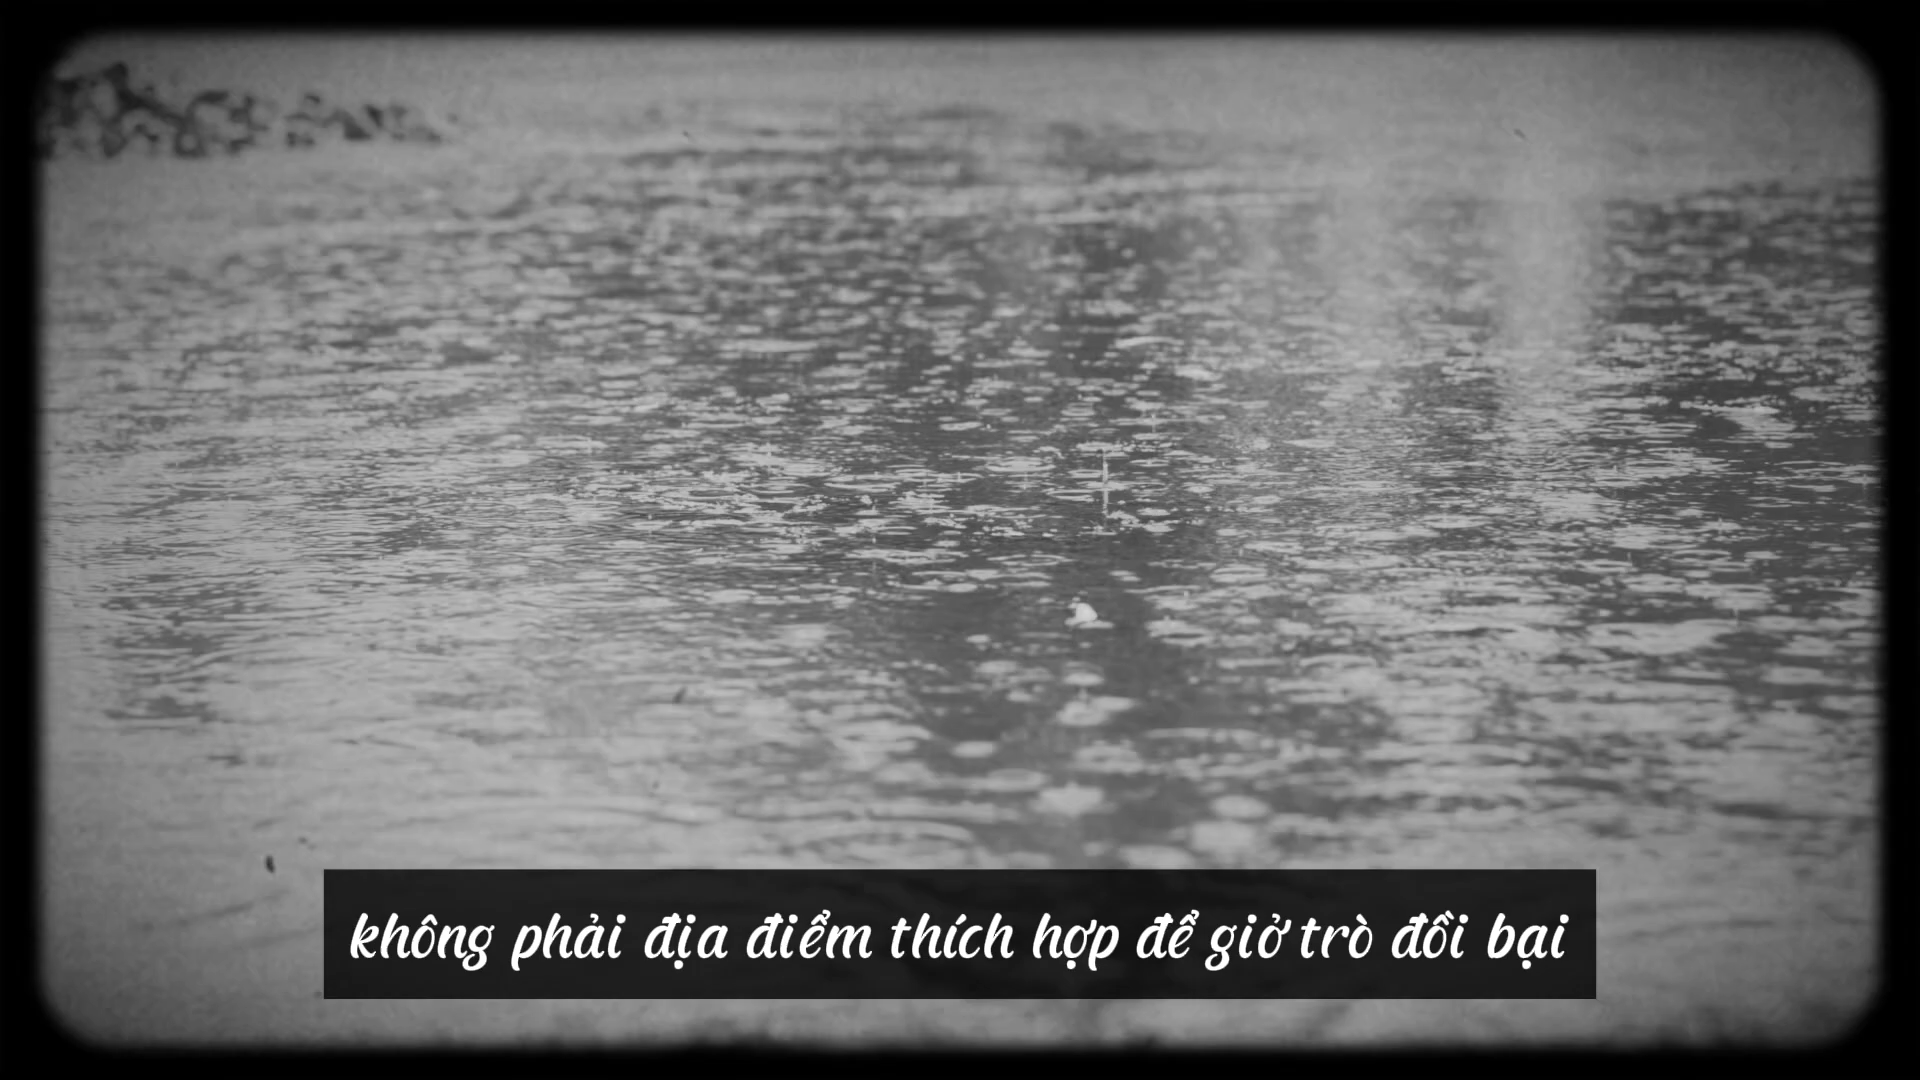 không phải địa điểm thích hợp để giở trò đồi bại